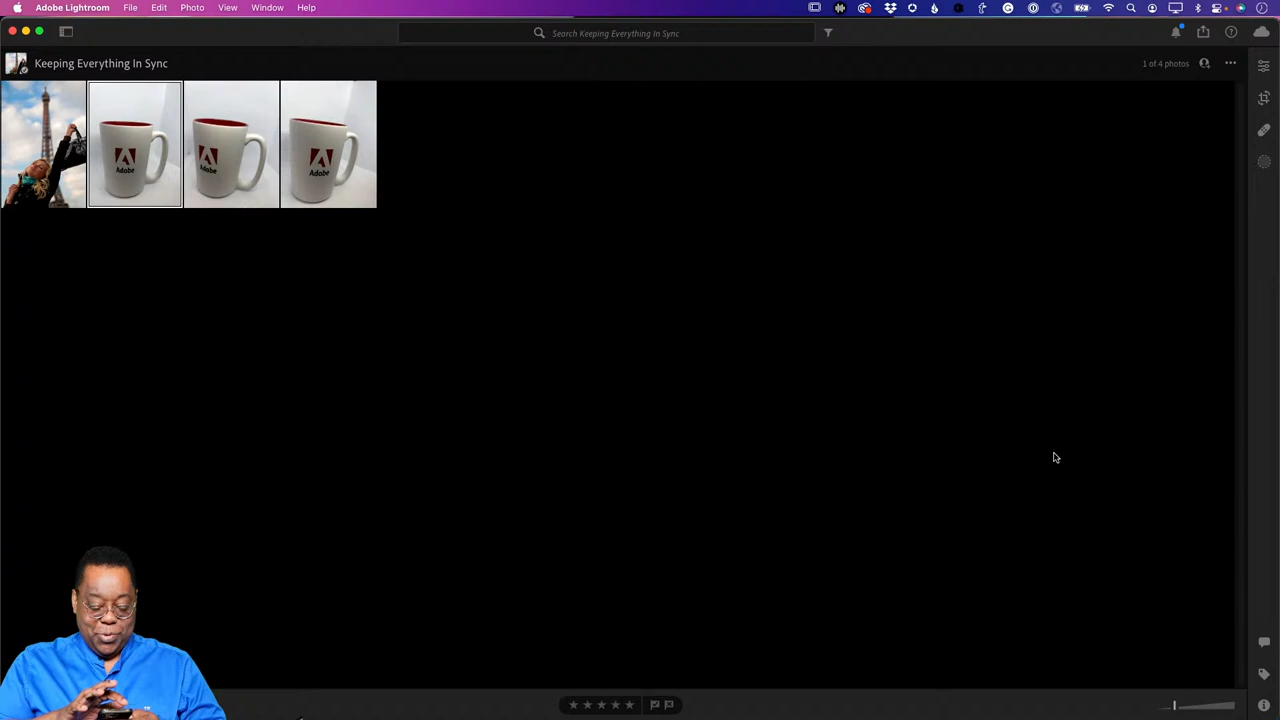 Adobe Lightroom File Edit Photo View Window Help
Search Keeping Everything In Sync
Keeping Everything In Sync
1 of 4 photos
Adobe
Adobe
Adobe